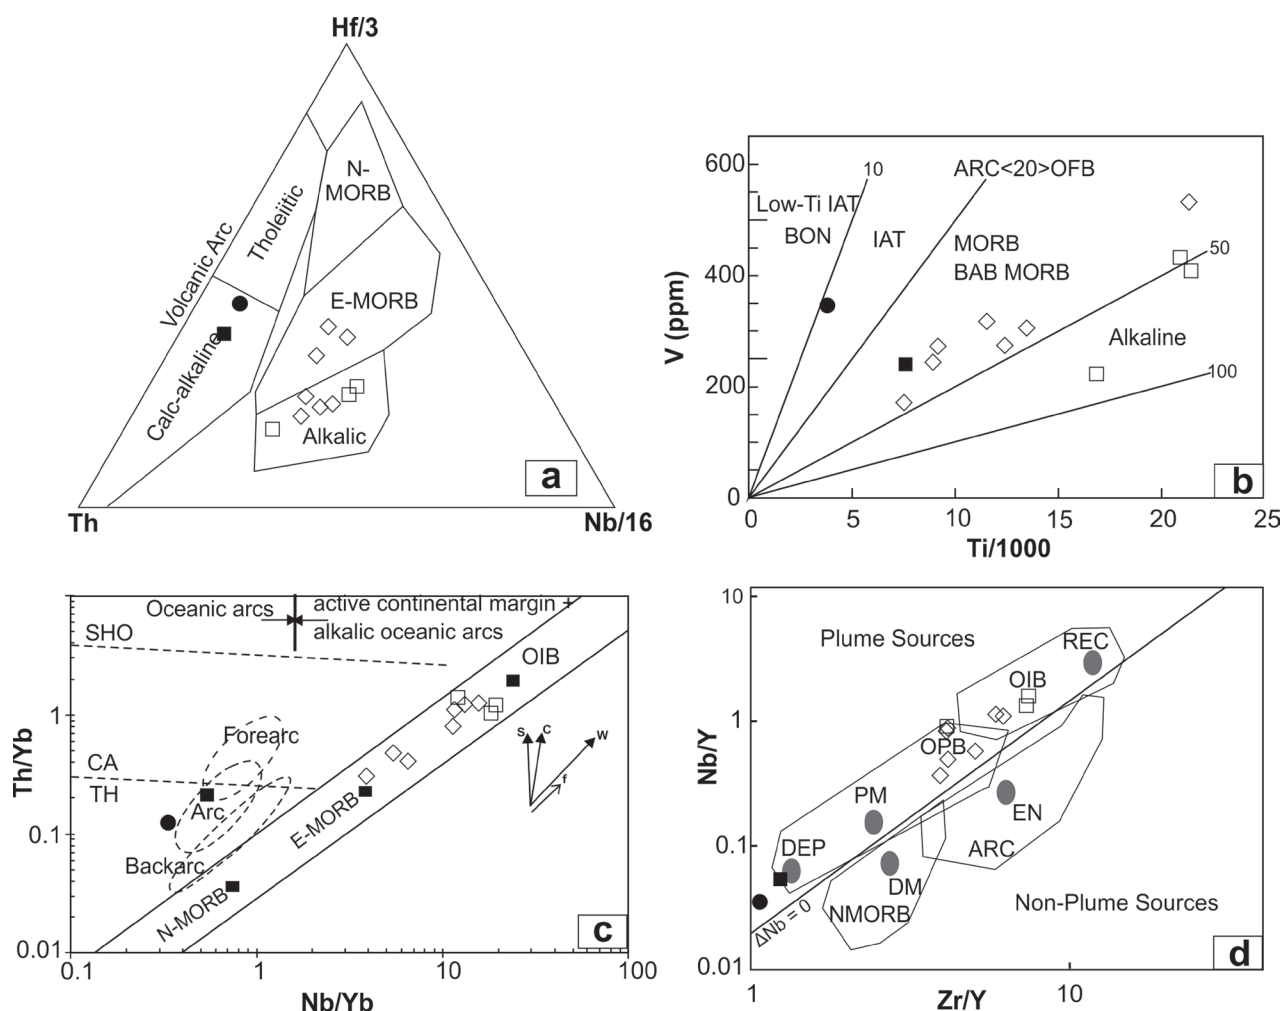 Hf/3
N-
MORB
Tholeiitic
Volcanic Arc
E-MORB
Calc-alkaline
Alkalic
a
Th
Nb/16
600
400
200
0
V (ppm)
10
ARC<20>OFB
Low-Ti IAT
BON
IAT
MORB
BAB MORB
50
Alkaline
100
b
0
5
10
15
20
25
Ti/1000
Oceanic arcs
active continental margin +
alkalic oceanic arcs
SHO
OIB
1
Th/Yb
Forearc
CA
TH
Arc
S
C
W
f
E-MORB
0.1
Backarc
N-MORB
c
0.01
0.1
1
10
100
Nb/Yb
10
Plume Sources
REC
OIB
1
Nb/Y
OPB
PM
EN
0.1
DEP
ARC
DM
NMORB
Non-Plume Sources
ΔNb = 0
d
0.01
1
10
Zr/Y